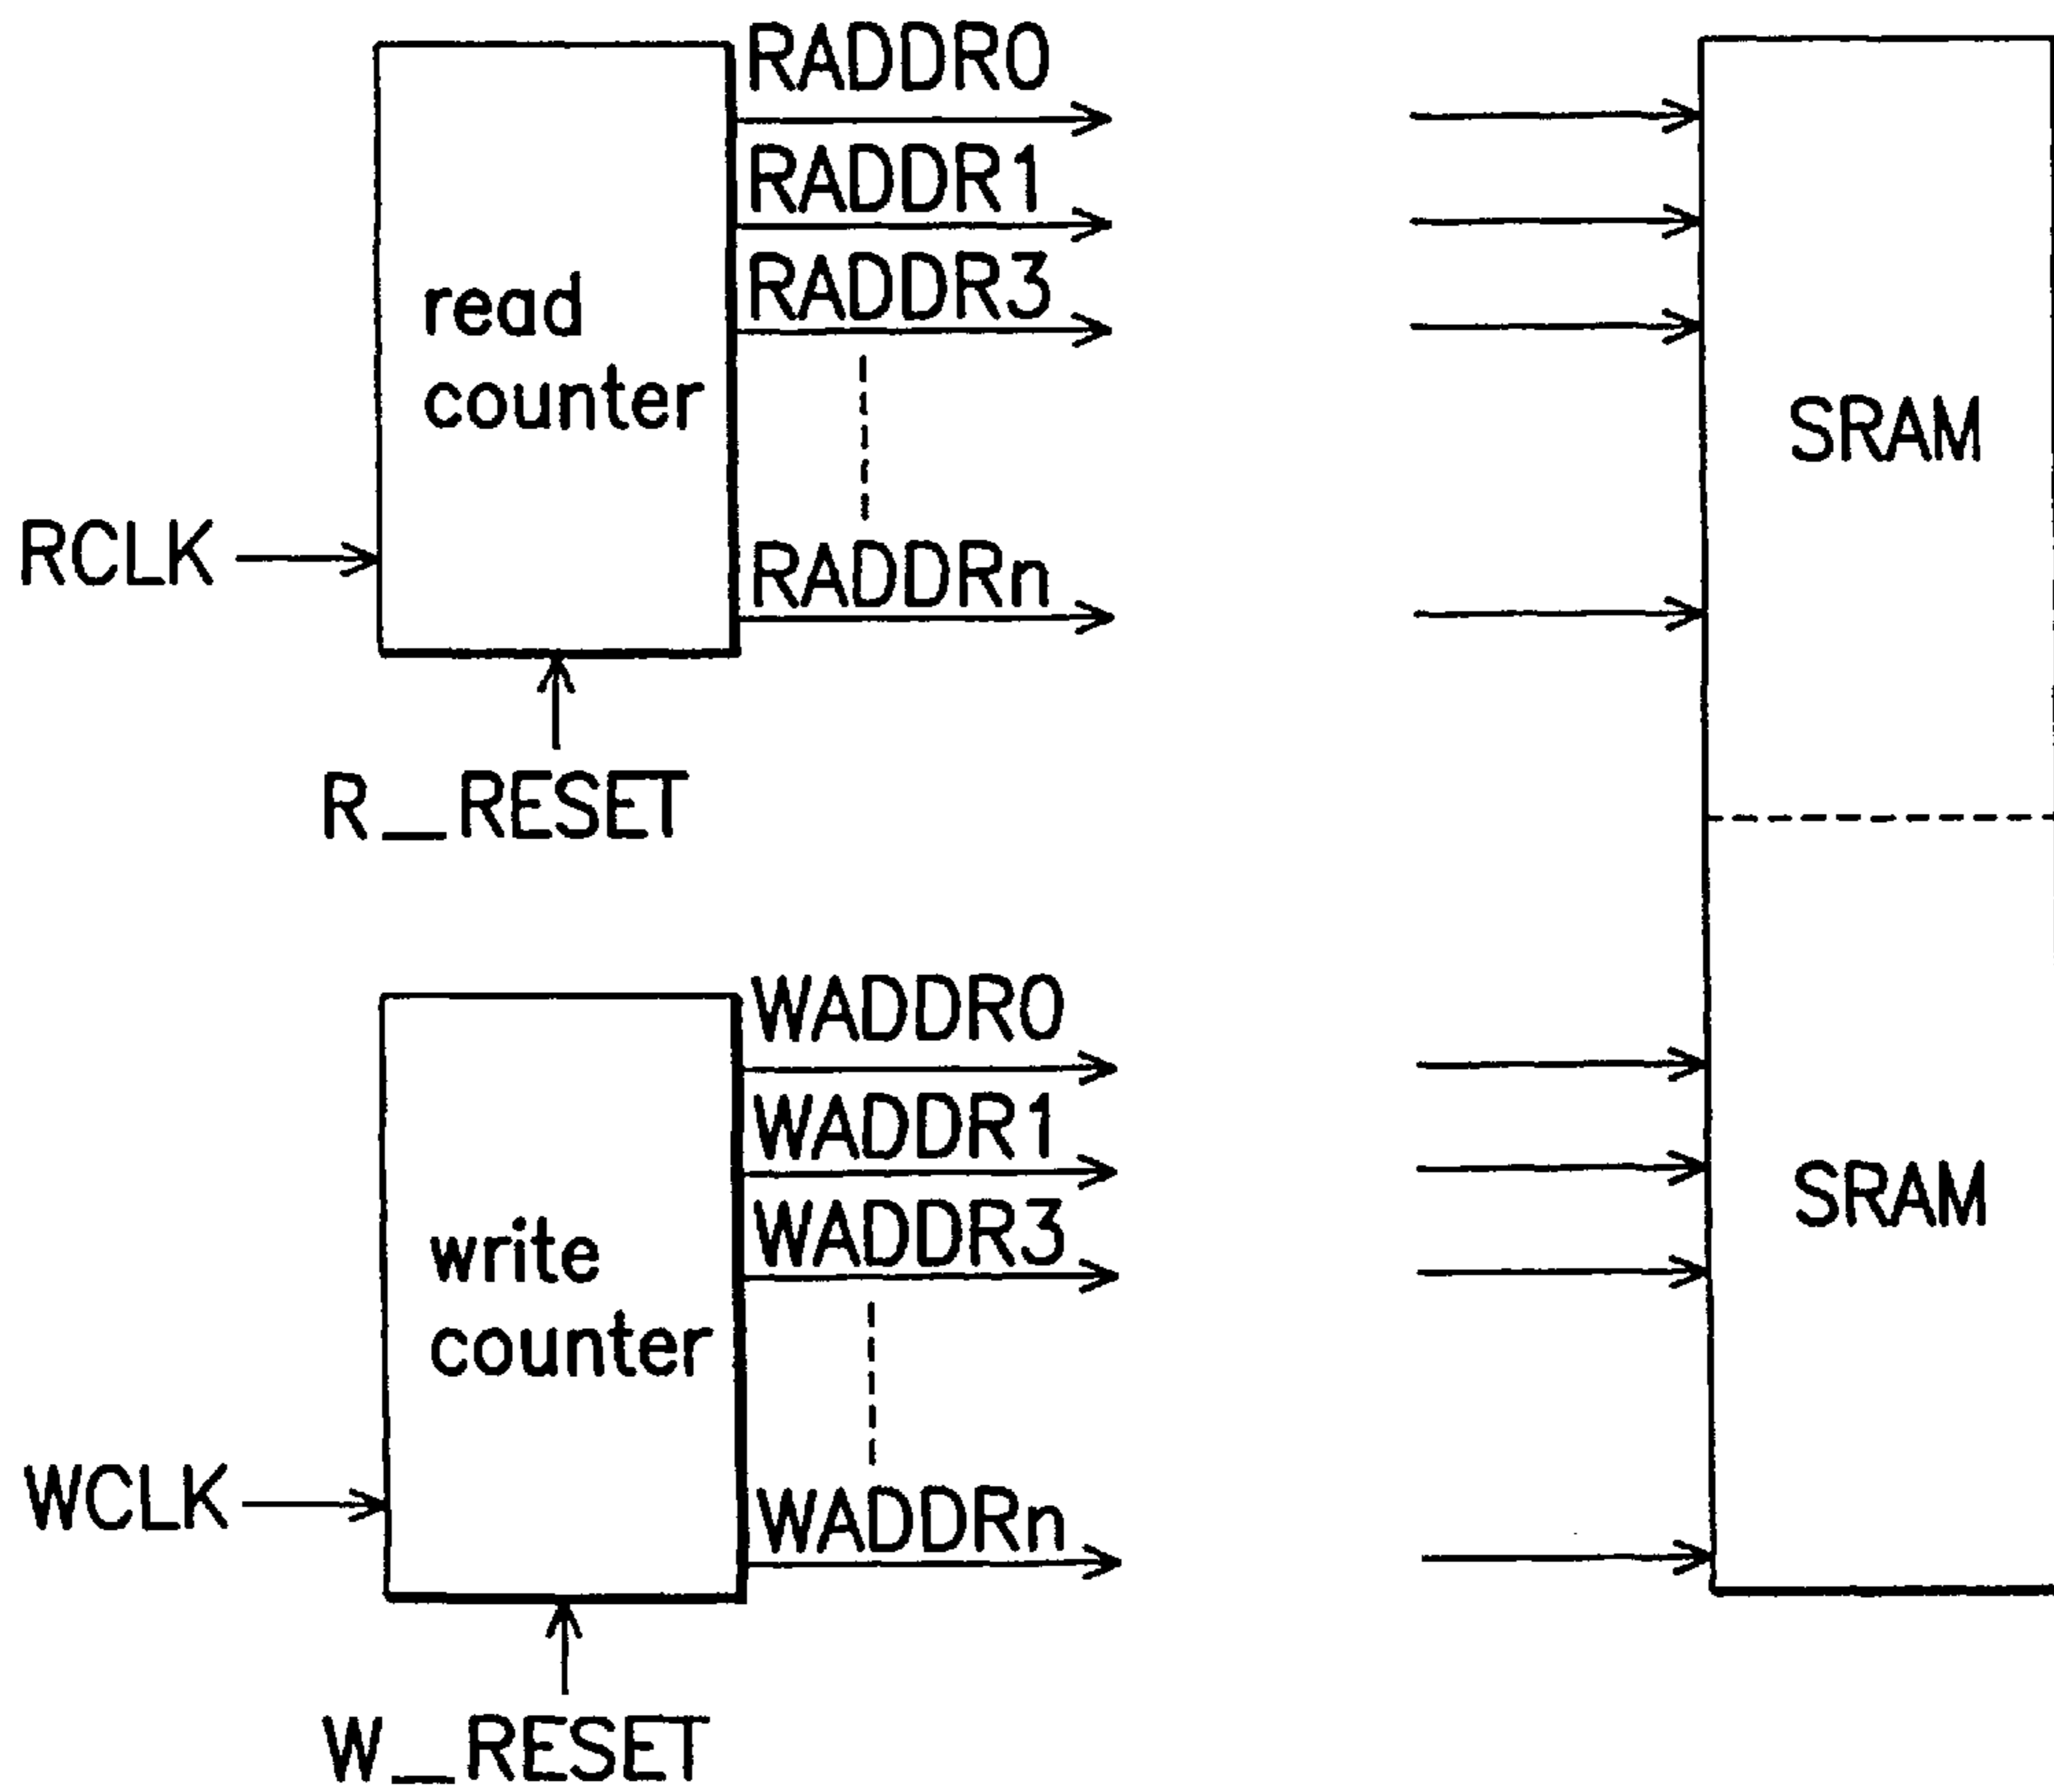 RADDR0
RADDR1
RADDR3
read
counter
SRAM
RCLK
RADDRn
R_RESET
WADDR0
WADDR1
WADDR3
write
counter
SRAM
WCLK
WADDRn
W_RESET